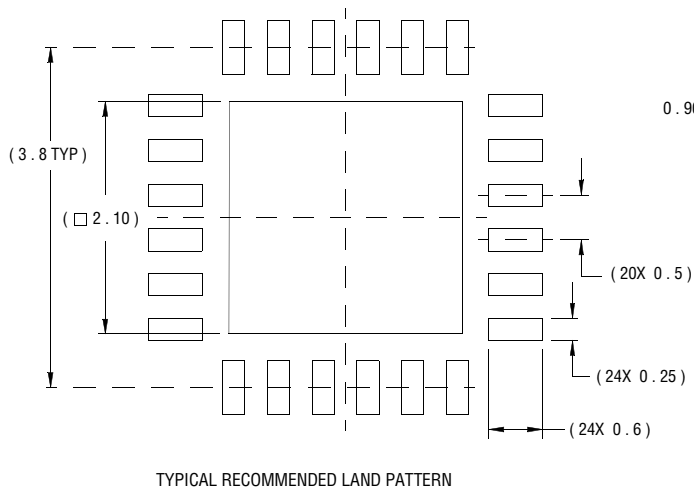 0.90
(3.8 TYP)
(□ 2.10)
(20X 0.5)
(24X 0.25)
(24X 0.6)
TYPICAL RECOMMENDED LAND PATTERN